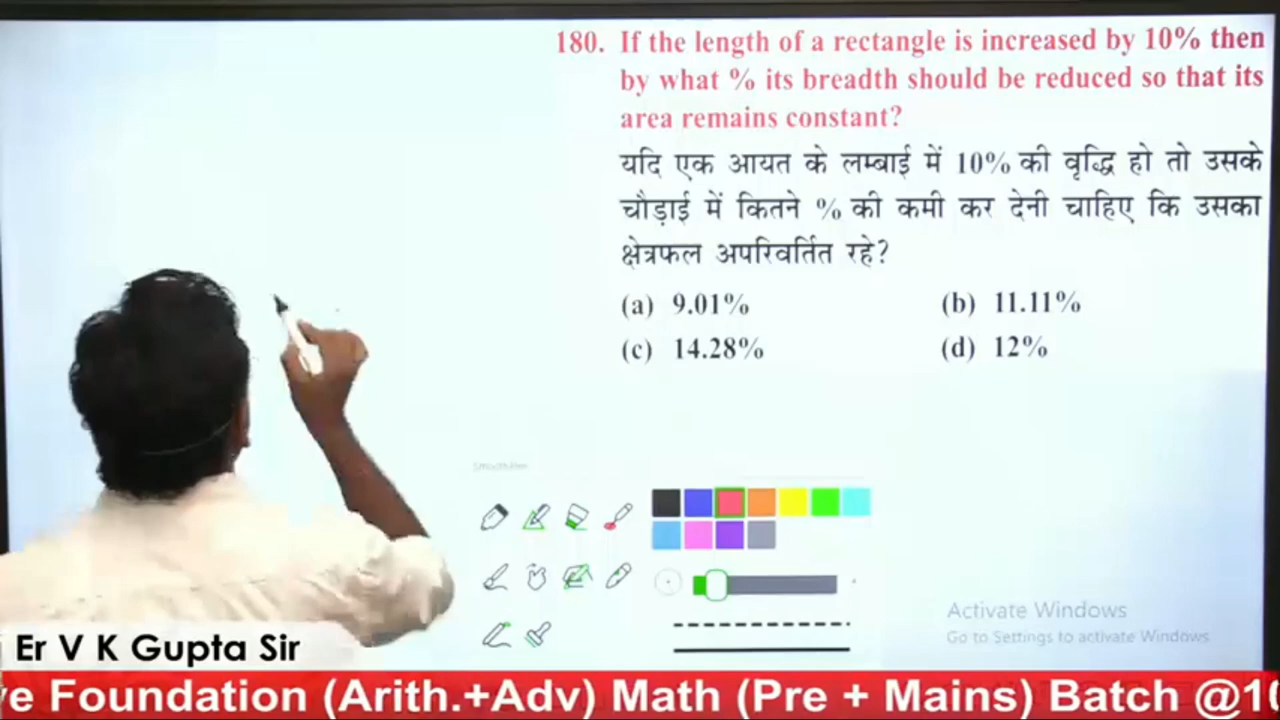 180. If the length of a rectangle is increased by 10% then
by what % its breadth should be reduced so that its
area remains constant?
यदि एक आयत के लम्बाई में 10% की वृद्धि हो तो उसके
चौड़ाई में कितने % की कमी कर देनी चाहिए कि उसका
क्षेत्रफल अपरिवर्तित रहे?
(a) 9.01% (b) 11.11%
(c) 14.28% (d) 12%
Activate Windows
Go to Settings to activate Windows
Er V K Gupta Sir
e Foundation (Arith.+Adv) Math (Pre + Mains) Batch @10